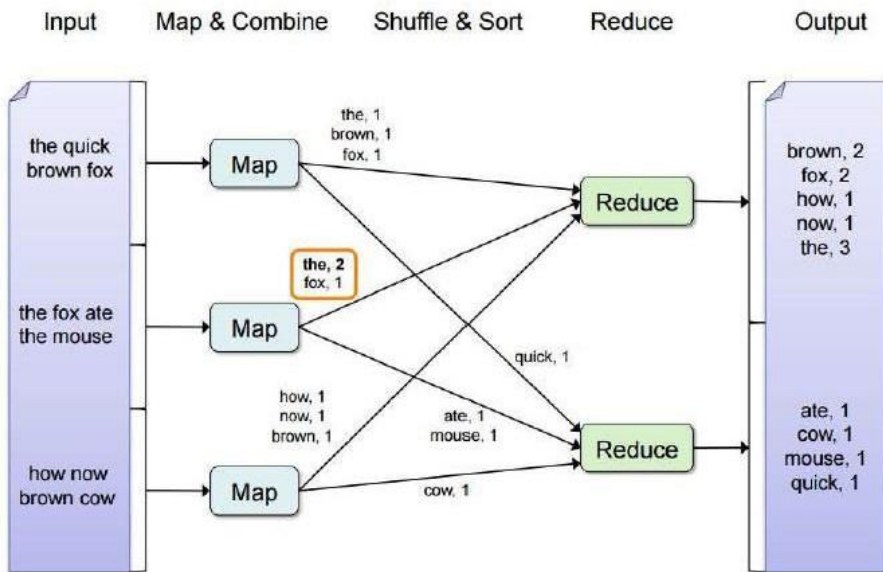 Input
Map & Combine
Shuffle & Sort
Reduce
Output
the quick
brown fox
Map
the, 1
brown, 1
fox, 1
Reduce
brown, 2
fox, 2
how, 1
now, 1
the, 3
the, 2
fox, 1
the fox ate
the mouse
Map
quick, 1
how, 1
now, 1
brown, 1
ate, 1
mouse, 1
Reduce
ate, 1
cow, 1
mouse, 1
quick, 1
how now
brown cow
Map
cow, 1